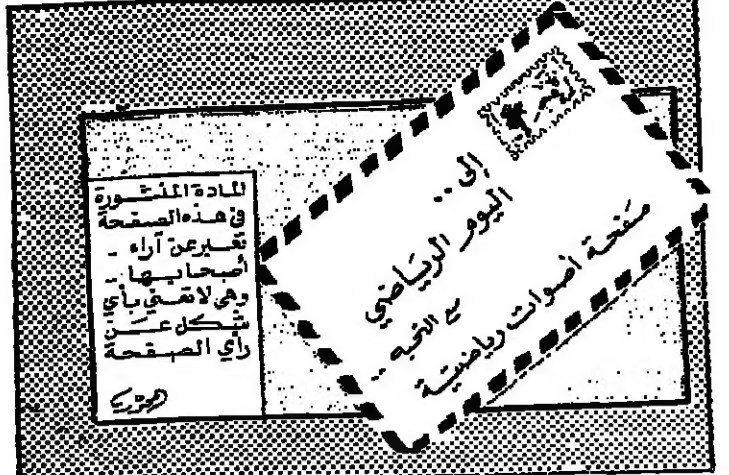 المادة المنشورة
في هذه الصفحة
تعبر عن آراء
أصحابها -
وهي لا تعني بأي
شكل عن
رأي الصفحة
المحرر
إلى ..
اليوم الرياضي
مع التحية ..
صفحة أصوات رياضية